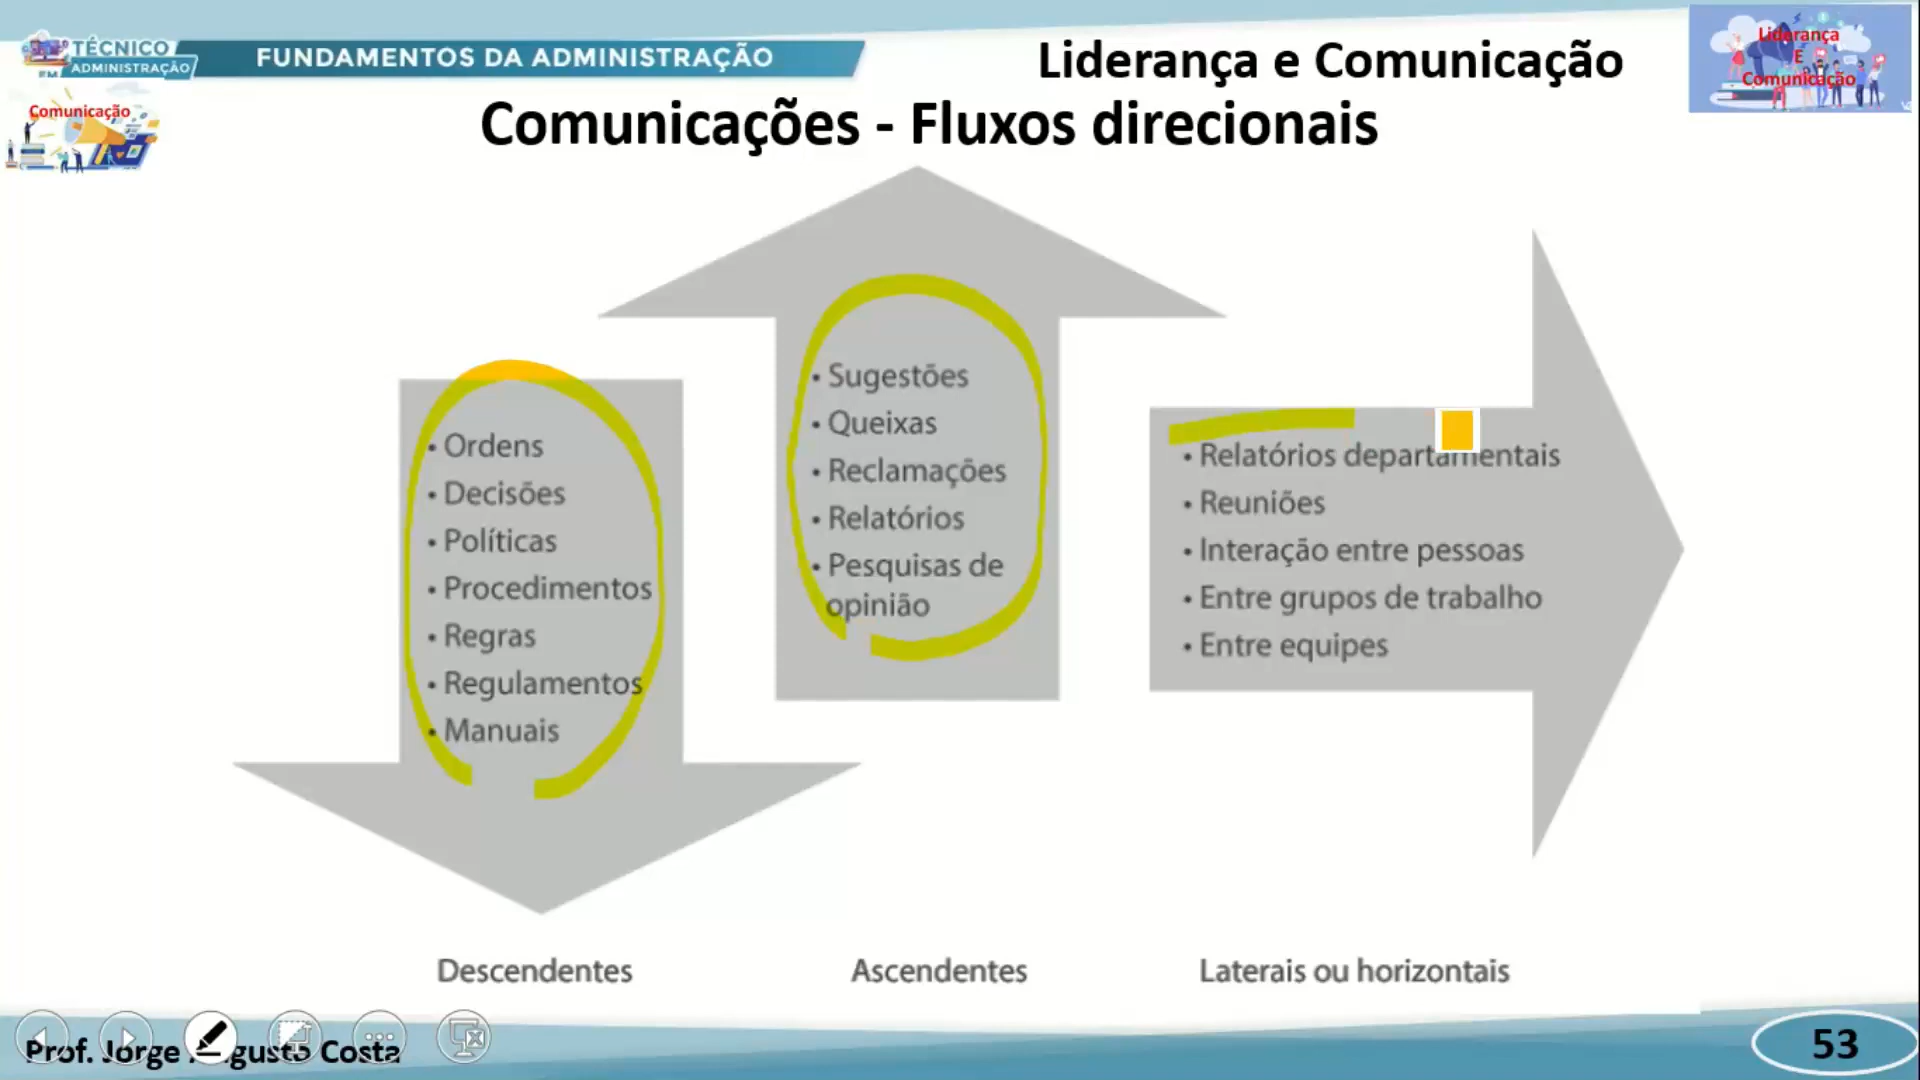 TÉCNICO
EM ADMINISTRAÇÃO
FUNDAMENTOS DA ADMINISTRAÇÃO
Liderança e Comunicação
Liderança
E
Comunicação
Comunicação
Comunicações - Fluxos direcionais
• Ordens
• Decisões
• Políticas
• Procedimentos
• Regras
• Regulamentos
• Manuais
• Sugestões
• Queixas
• Reclamações
• Relatórios
• Pesquisas de
opinião
• Relatórios departamentais
• Reuniões
• Interação entre pessoas
• Entre grupos de trabalho
• Entre equipes
Descendentes
Ascendentes
Laterais ou horizontais
Prof. Jorge Augusto Costa
53